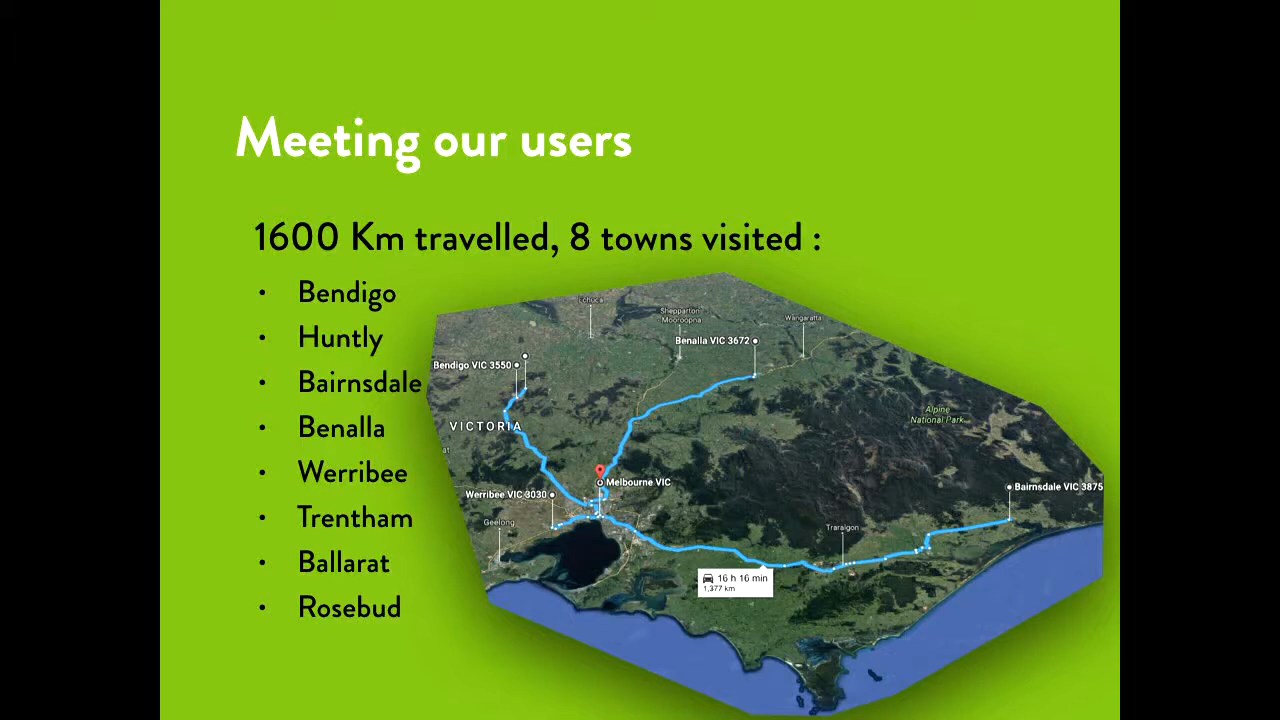 Meeting our users
1600 Km travelled, 8 towns visited :
• Bendigo
• Huntly
• Bairnsdale
• Benalla
• Werribee
• Trentham
• Ballarat
• Rosebud
Echuca
Shepparton
Mooroopna
Wangaratta
Benalla VIC 3672
Bendigo VIC 3550
Alpine
National Park
VICTORIA
at
Melbourne VIC
Bairnsdale VIC 3875
Werribee VIC 3030
Geelong
Traralgon
16 h 16 min
1,377 km